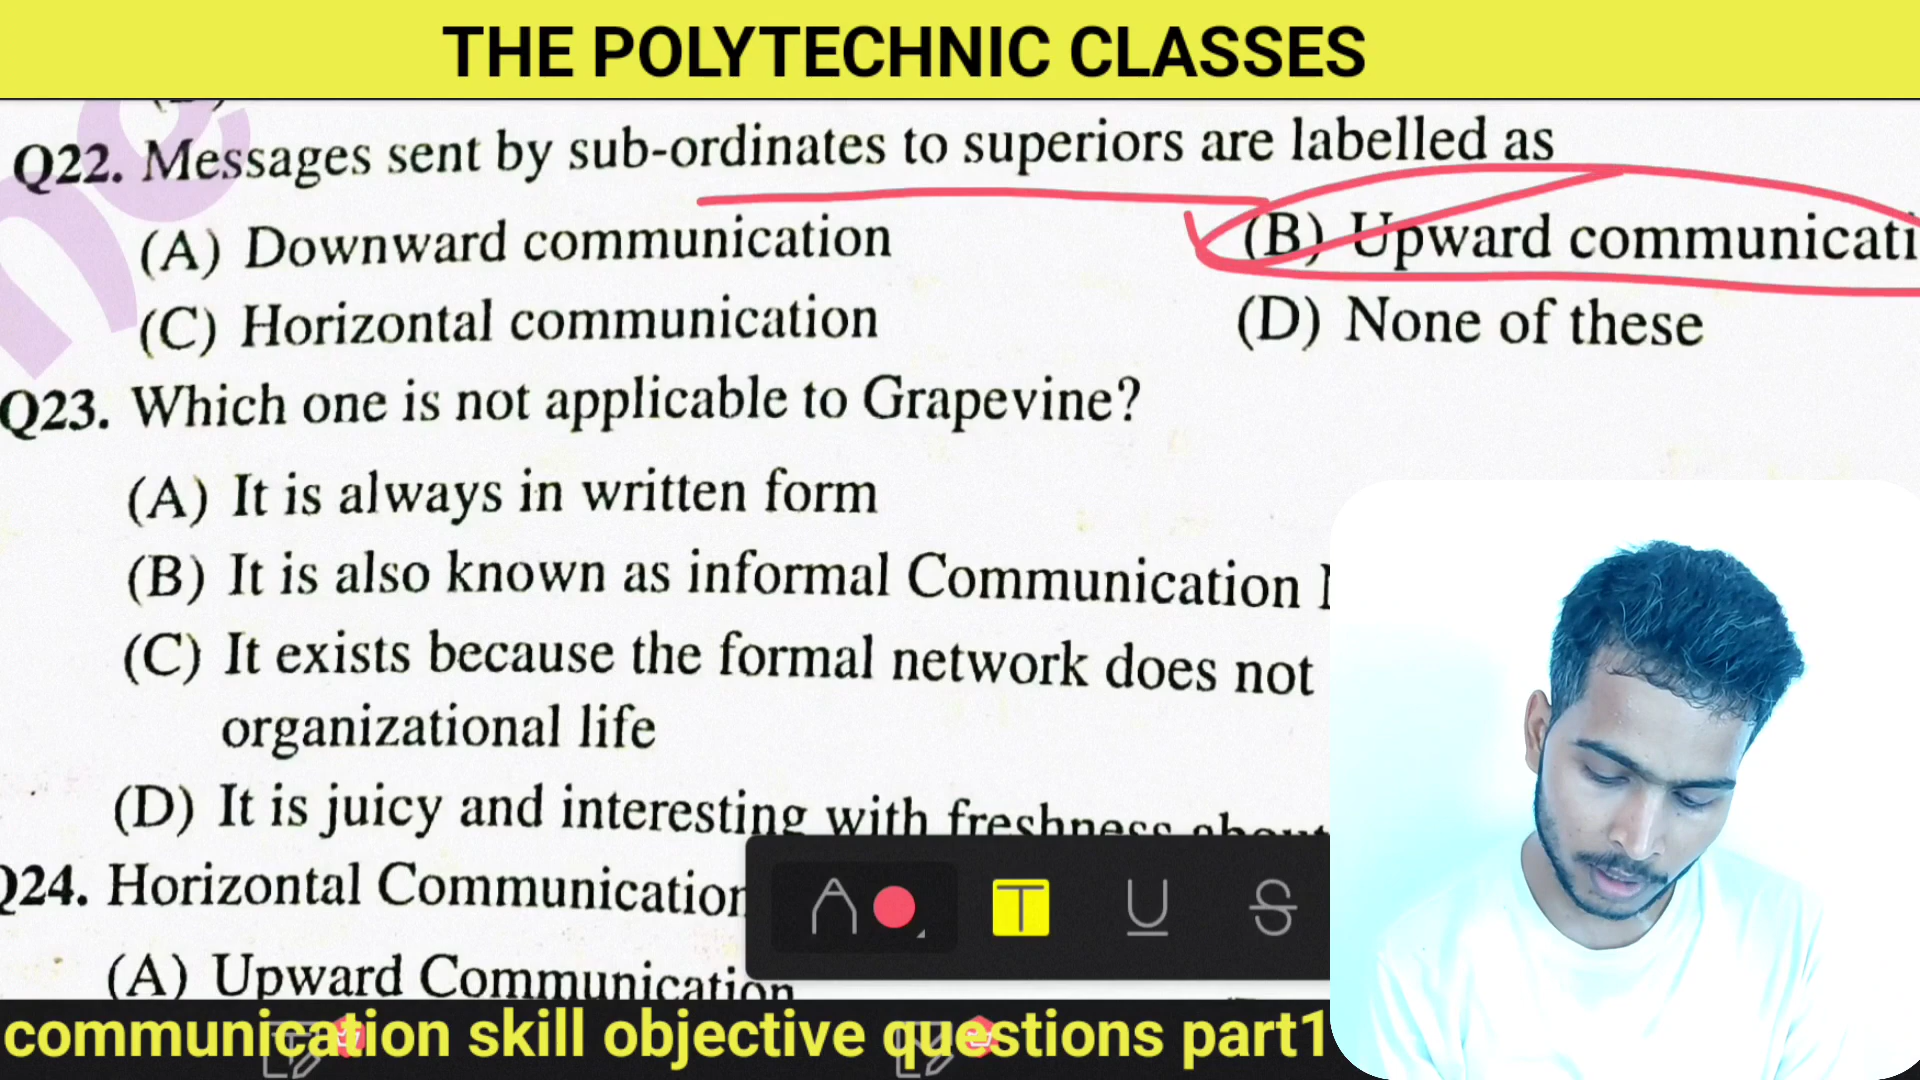 THE POLYTECHNIC CLASSES
Q22. Messages sent by sub-ordinates to superiors are labelled as
(A) Downward communication (B) Upward communicati
(C) Horizontal communication (D) None of these
Q23. Which one is not applicable to Grapevine?
(A) It is always in written form
(B) It is also known as informal Communication
(C) It exists because the formal network does not
organizational life
(D) It is juicy and interesting with freshness about
Q24. Horizontal Communication
(A) Upward Communication
communication skill objective questions part1